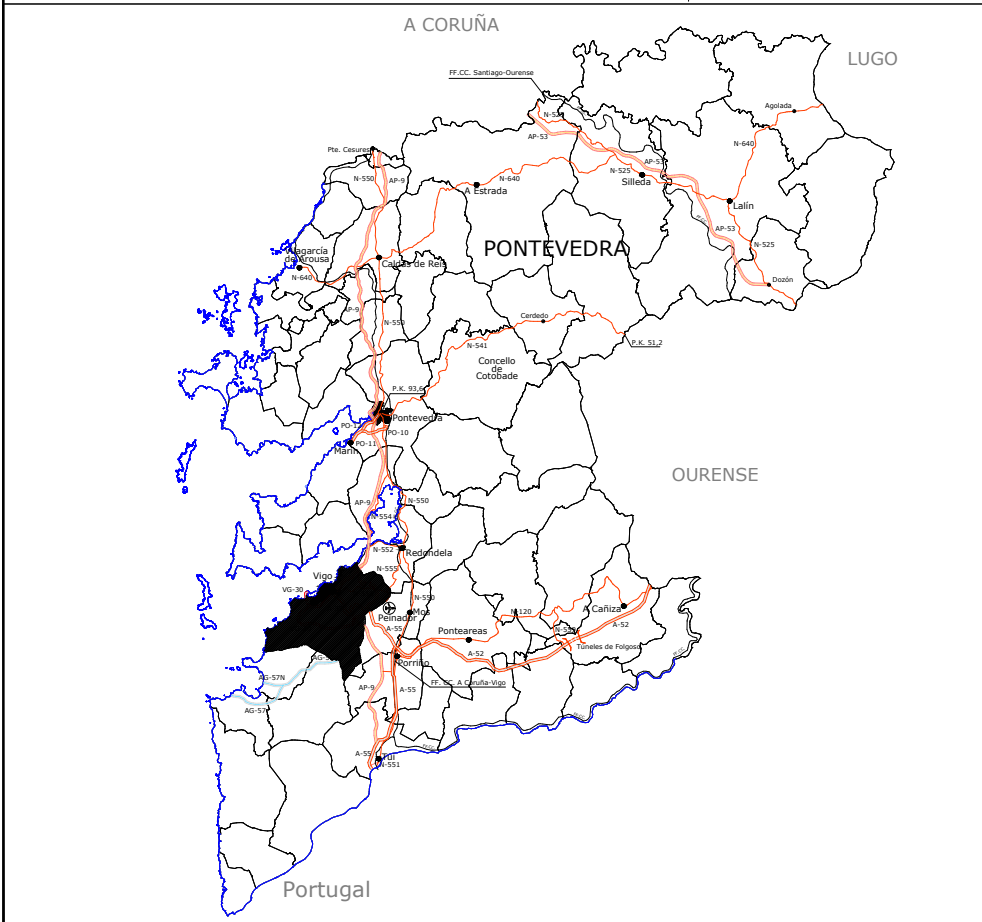 A CORUÑA
LUGO
FF.CC. Santiago-Ourense
Agolada
AP-53
N-640
Pte. Cesures
N-550
AP-9
A Estrada
N-640
N-525
Silleda
AP-53
Lalín
AP-53
N-525
Dozón
PONTEVEDRA
Vilagarcía
de Arousa
N-640
Caldas de Reis
AP-9
N-550
Cerdedo
N-541
P.K. 51,2
Concello
de
Cotobade
P.K. 93,6
Pontevedra
PO-10
PO-11
Marín
OURENSE
AP-9
N-550
N-554
N-552
Redondela
N-555
Vigo
VG-30
N-550
Mos
Peinador
A-55
Ponteareas
N-120
A Cañiza
A-52
Túneles de Folgoso
A-52
Porriño
FF. CC. A Coruña-Vigo
AG-57N
AG-57
AP-9
A-55
A-55
Tui
N-551
Portugal